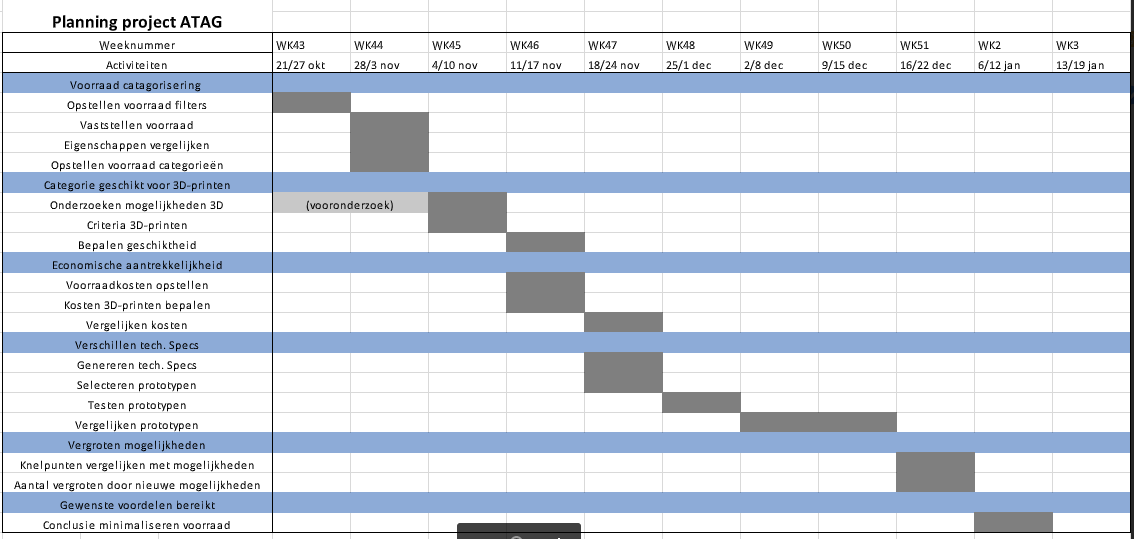 Planning project ATAG
Weeknummer WK43 WK44 WK45 WK46 WK47 WK48 WK49 WK50 WK51 WK2 WK3
Activiteiten 21/27 okt 28/3 nov 4/10 nov 11/17 nov 18/24 nov 25/1 dec 2/8 dec 9/15 dec 16/22 dec 6/12 jan 13/19 jan
Voorraad catagorisering
Opstellen voorraad filters
Vaststellen voorraad
Eigenschappen vergelijken
Opstellen voorraad categorieën
Categorie geschikt voor 3D-printen
Onderzoeken mogelijkheden 3D (vooronderzoek)
Criteria 3D-printen
Bepalen geschiktheid
Economische aantrekkelijkheid
Voorraadkosten opstellen
Kosten 3D-printen bepalen
Vergelijken kosten
Verschillen tech. Specs
Genereren tech. Specs
Selecteren prototypen
Testen prototypen
Vergelijken prototypen
Vergroten mogelijkheden
Knelpunten vergelijken met mogelijkheden
Aantal vergroten door nieuwe mogelijkheden
Gewenste voordelen bereikt
Conclusie minimaliseren voorraad